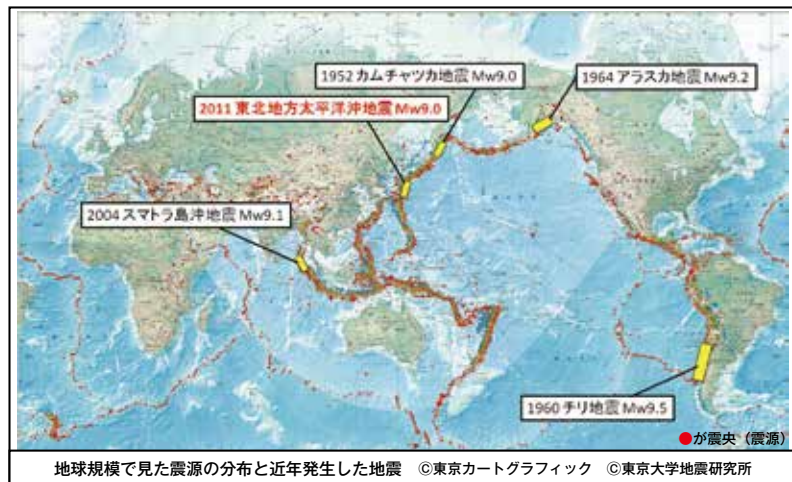 1952 カムチャツカ地震 Mw9.0
1964 アラスカ地震 Mw9.2
2011 東北地方太平洋沖地震 Mw9.0
2004 スマトラ島沖地震 Mw9.1
1960 チリ地震 Mw9.5
●が震央（震源）
地球規模で見た震源の分布と近年発生した地震 ©東京カートグラフィック ©東京大学地震研究所